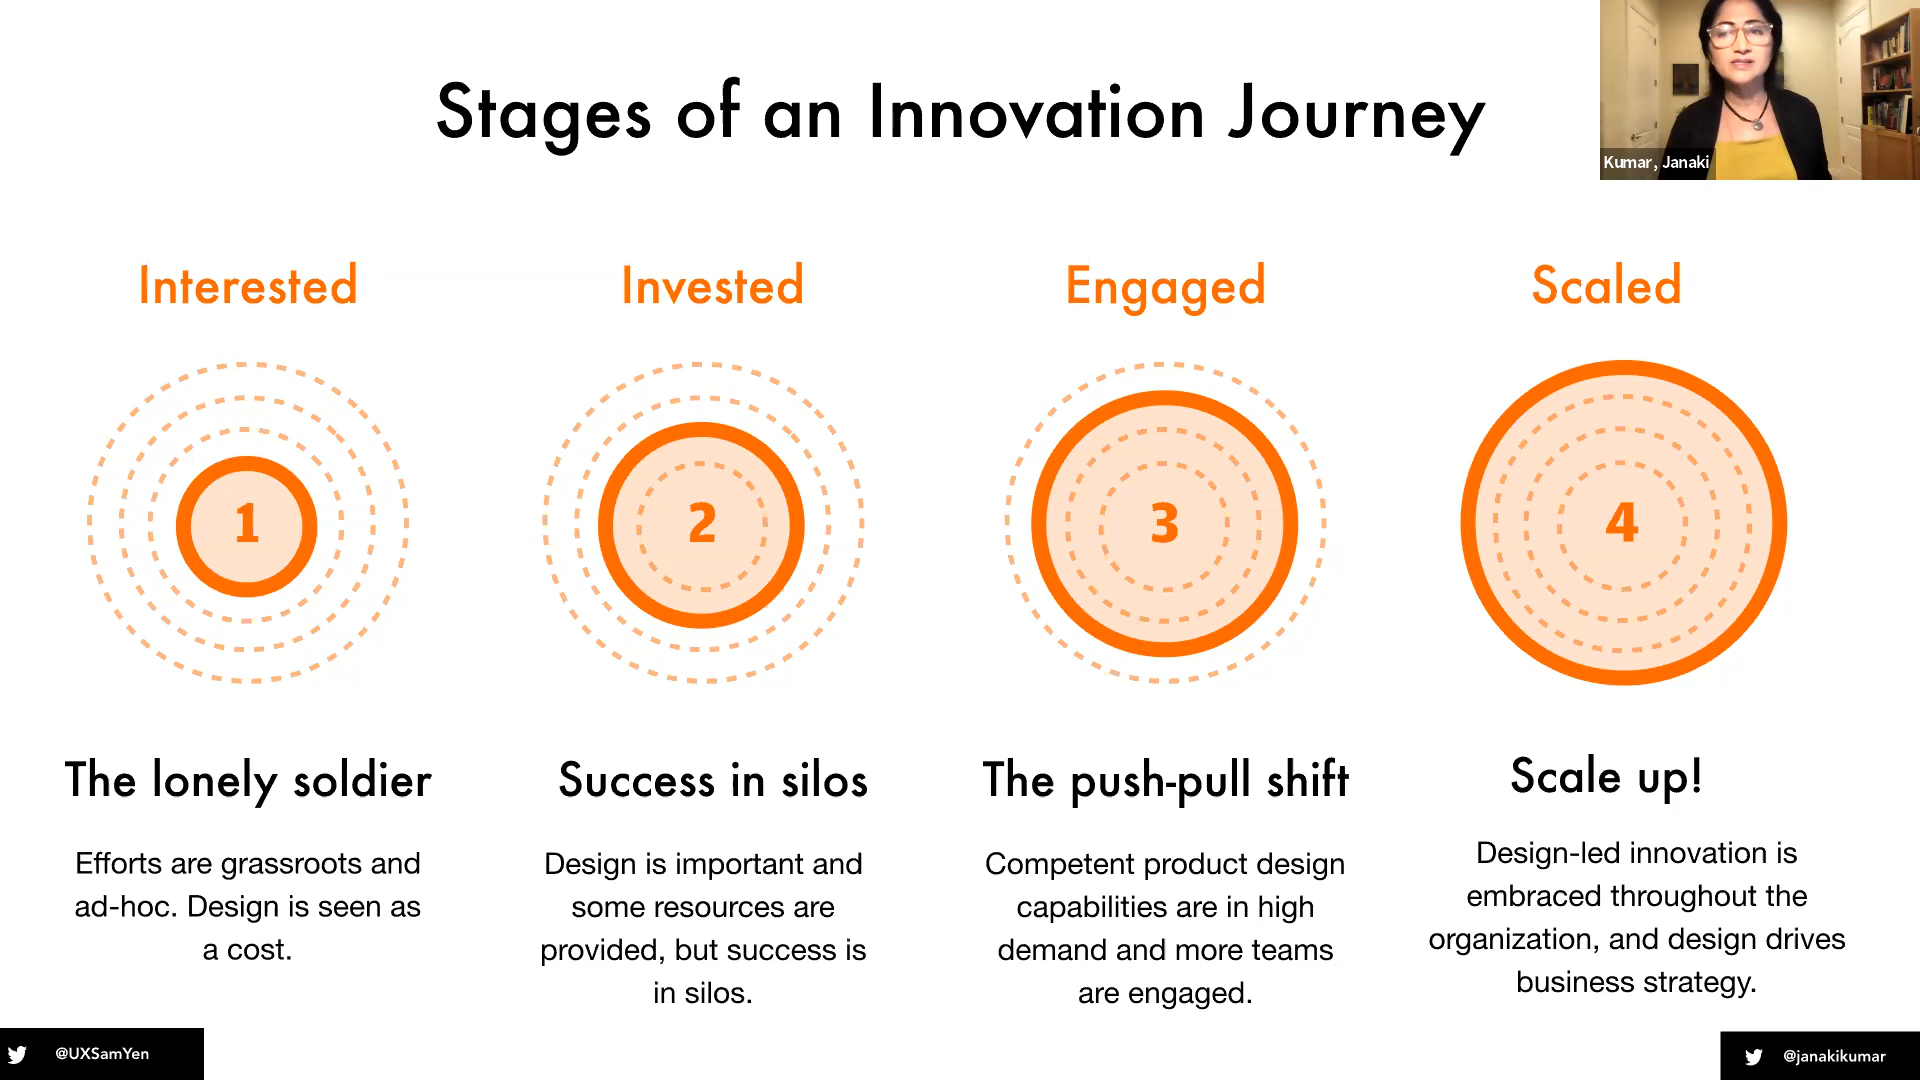 Stages of an Innovation Journey
Kumar, Janaki
Interested
Invested
Engaged
Scaled
1
2
3
4
The lonely soldier
Efforts are grassroots and
ad-hoc. Design is seen as
a cost.
Success in silos
Design is important and
some resources are
provided, but success is
in silos.
The push-pull shift
Competent product design
capabilities are in high
demand and more teams
are engaged.
Scale up!
Design-led innovation is
embraced throughout the
organization, and design drives
business strategy.
@UXSamYen
@janakikumar